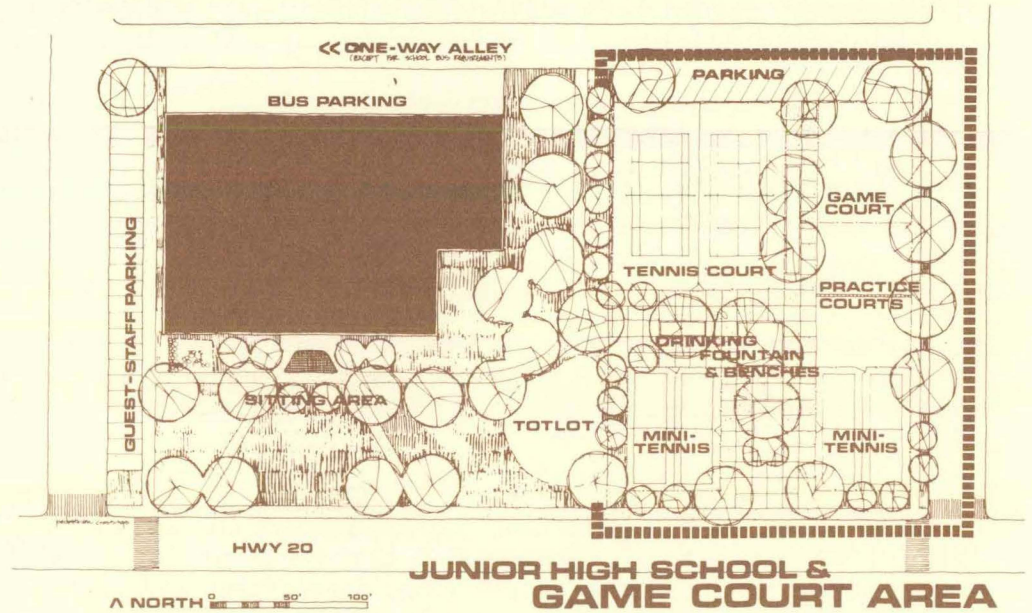 << ONE-WAY ALLEY
(EXCEPT FOR SCHOOL BUS REQUIREMENTS)
PARKING
BUS PARKING
GUEST-STAFF PARKING
GAME
COURT
TENNIS COURT
PRACTICE
COURTS
DRINKING
FOUNTAIN
& BENCHES
SITTING AREA
TOTLOT
MINI-
TENNIS
MINI-
TENNIS
pedestrian crossings
HWY 20
JUNIOR HIGH SCHOOL &
GAME COURT AREA
Λ NORTH 0 50' 100'